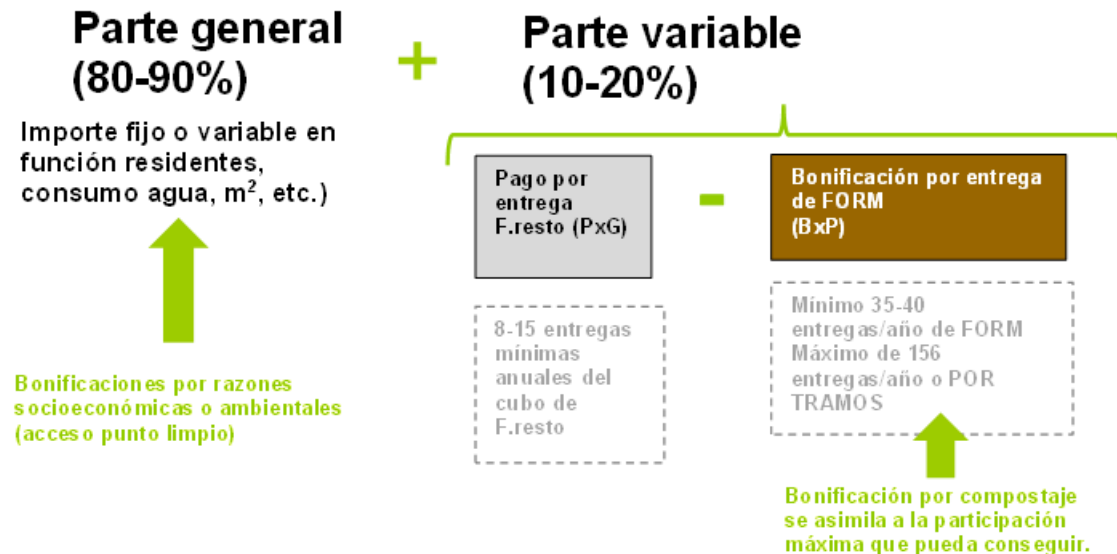 Parte general
(80-90%)
+
Parte variable
(10-20%)
Importe fijo o variable en
función residentes,
consumo agua, m², etc.)
Bonificaciones por razones
socioeconómicas o ambientales
(acceso punto limpio)
Pago por
entrega
F.resto (PxG)
-
Bonificación por entrega
de FORM
(BxP)
8-15 entregas
mínimas
anuales del
cubo de
F.resto
Mínimo 35-40
entregas/año de FORM
Máximo de 156
entregas/año o POR
TRAMOS
Bonificación por compostaje
se asimila a la participación
máxima que pueda conseguir.